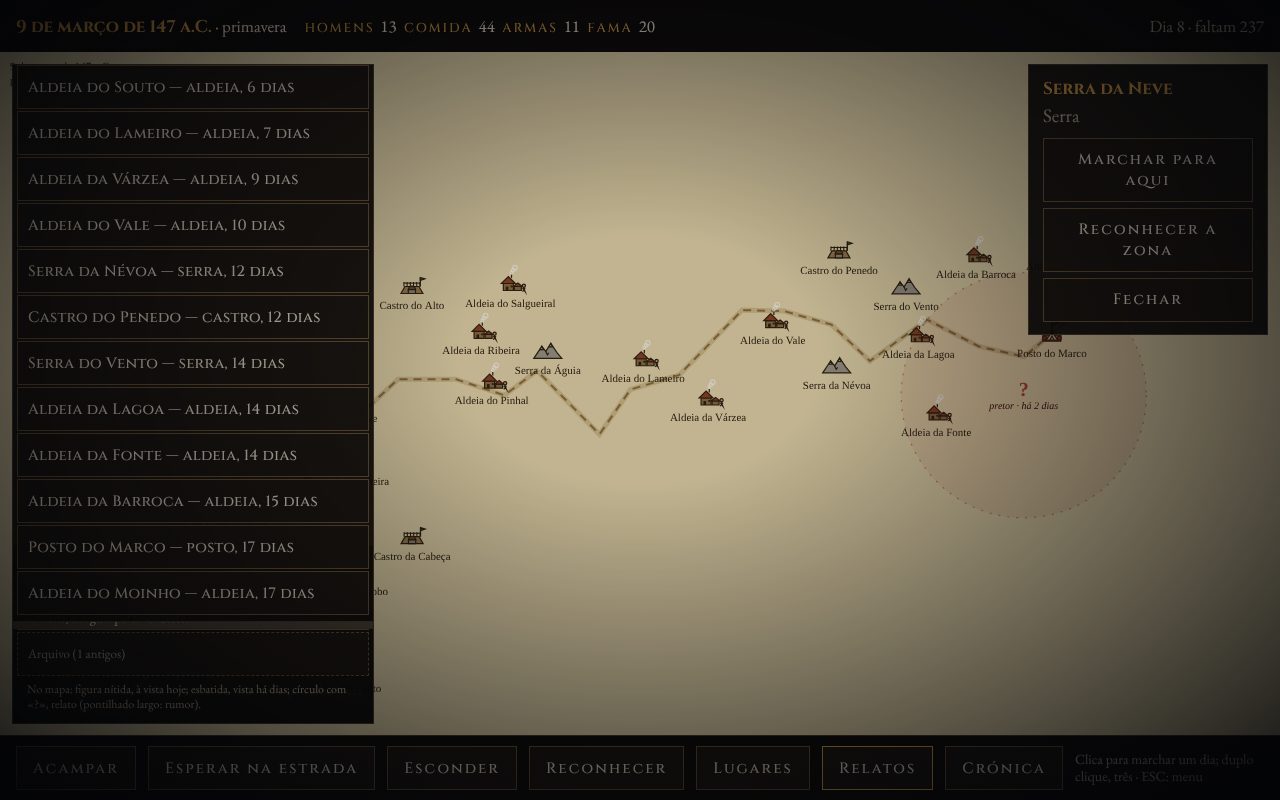 9 DE MARÇO DE 147 A.C. · primavera HOMENS 13 COMIDA 44 ARMAS 11 FAMA 20
Dia 8 · faltam 237
ALDEIA DO SOUTO — ALDEIA, 6 DIAS
ALDEIA DO LAMEIRO — ALDEIA, 7 DIAS
ALDEIA DA VÁRZEA — ALDEIA, 9 DIAS
ALDEIA DO VALE — ALDEIA, 10 DIAS
SERRA DA NÉVOA — SERRA, 12 DIAS
CASTRO DO PENEDO — CASTRO, 12 DIAS
SERRA DO VENTO — SERRA, 14 DIAS
ALDEIA DA LAGOA — ALDEIA, 14 DIAS
ALDEIA DA FONTE — ALDEIA, 14 DIAS
ALDEIA DA BARROCA — ALDEIA, 15 DIAS
POSTO DO MARCO — POSTO, 17 DIAS
ALDEIA DO MOINHO — ALDEIA, 17 DIAS
Arquivo (1 antigos)
No mapa: figura nítida, à vista hoje; esbatida, vista há dias; círculo com
«?», relato (pontilhado largo: rumor).
Castro do Penedo
Aldeia da Barroca
Castro do Alto
Aldeia do Salgueiral
Serra do Vento
Aldeia da Ribeira
Aldeia do Vale
Aldeia da Lagoa
Posto do Marco
Serra da Águia
Aldeia do Lameiro
Serra da Névoa
Aldeia do Pinhal
Aldeia da Várzea
?
pretor · há 2 dias
Aldeia da Fonte
eira
Castro da Cabeça
obo
to
SERRA DA NEVE
Serra
MARCHAR PARA
AQUI
RECONHECER A
ZONA
FECHAR
ACAMPAR
ESPERAR NA ESTRADA
ESCONDER
RECONHECER
LUGARES
RELATOS
CRÓNICA
Clica para marchar um dia; duplo
clique, três · ESC: menu